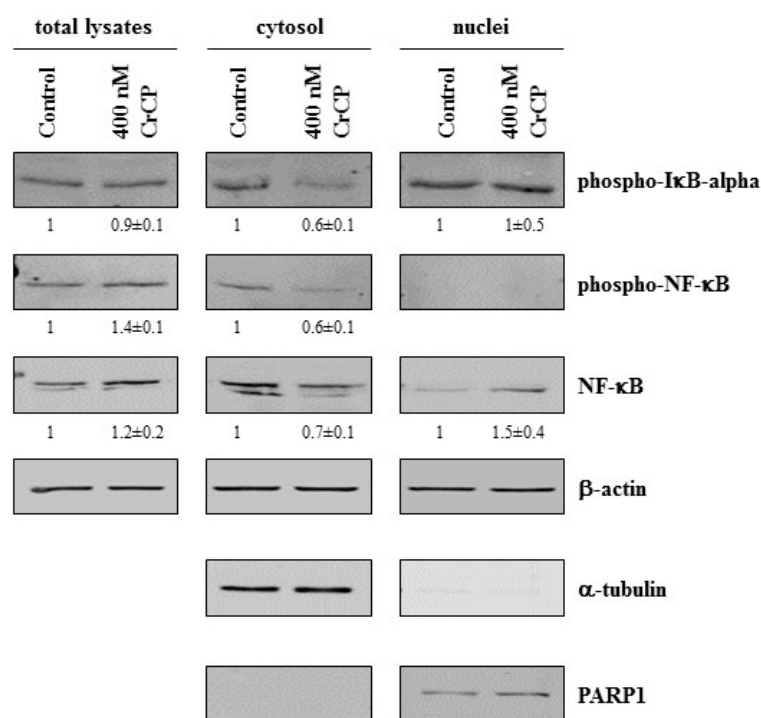 total lysates cytosol nuclei
Control 400 nM CrCP Control 400 nM CrCP Control 400 nM CrCP
phospho-IκB-alpha
1 0.9±0.1 1 0.6±0.1 1 1±0.5
phospho-NF-κB
1 1.4±0.1 1 0.6±0.1
NF-κB
1 1.2±0.2 1 0.7±0.1 1 1.5±0.4
β-actin
α-tubulin
PARP1